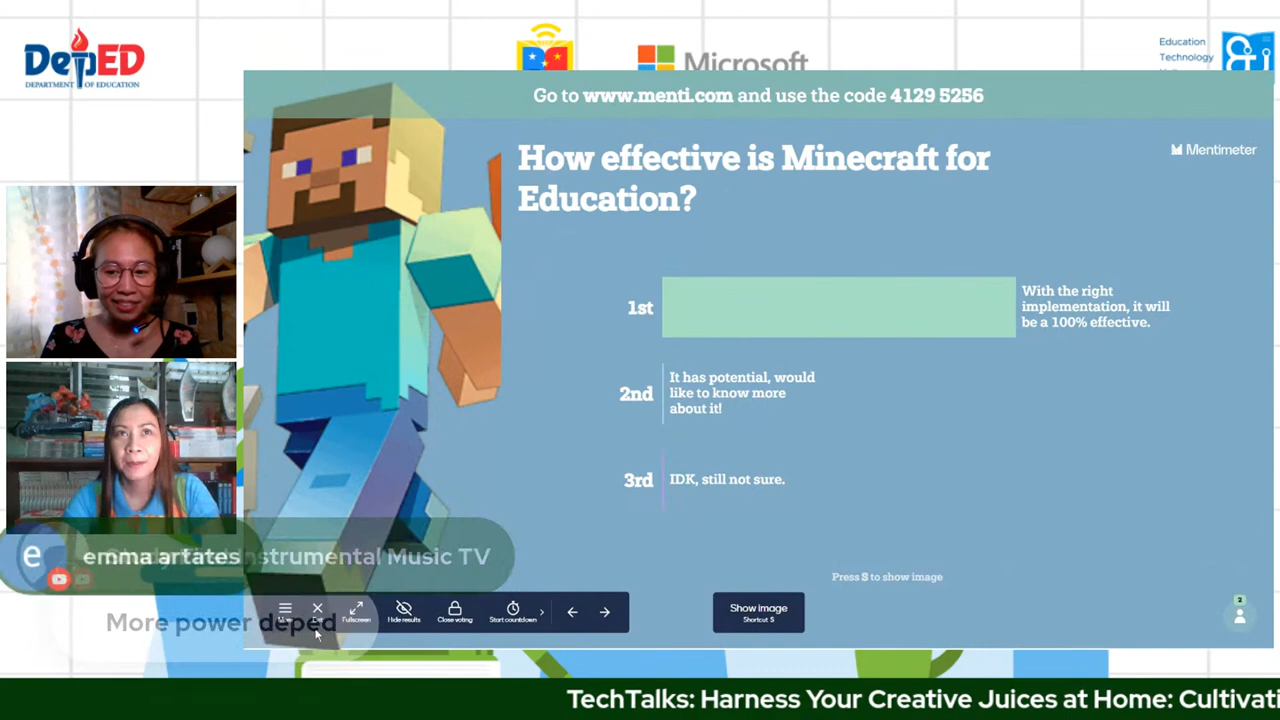 DepED
DEPARTMENT OF EDUCATION
Microsoft
Education
Technology
Go to www.menti.com and use the code 4129 5256
How effective is Minecraft for
Education?
Mentimeter
1st
With the right
implementation, it will
be a 100% effective.
2nd
It has potential, would
like to know more
about it!
3rd
IDK, still not sure.
Press S to show image
e
emma artates
Instrumental Music TV
More power deped
Fullscreen
Hide results
Close voting
Start countdown
Show image
Shortcut S
2
TechTalks: Harness Your Creative Juices at Home: Cultivati